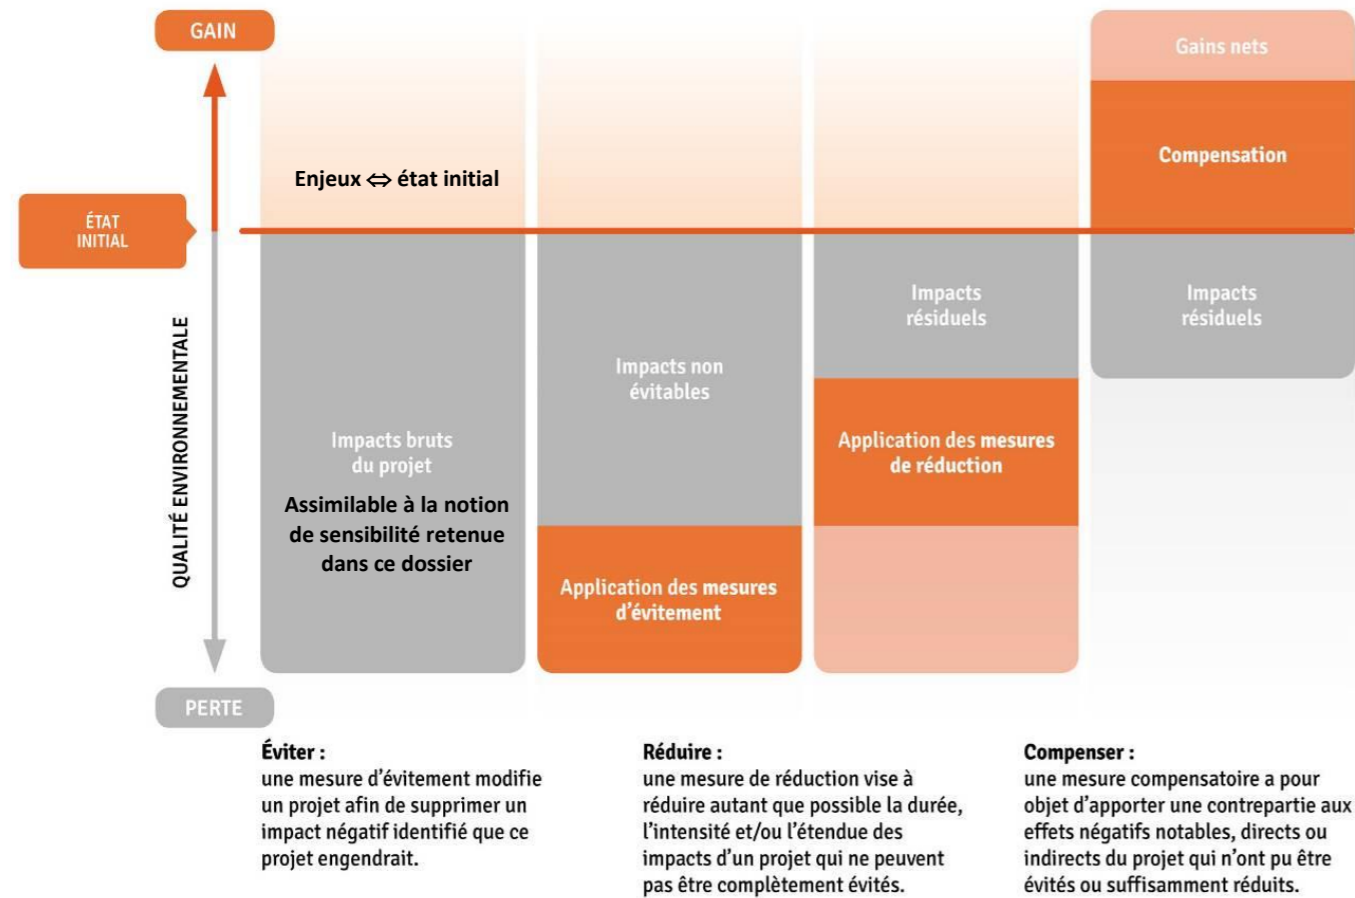 GAIN
Gains nets
Compensation
Enjeux ⇔ état initial
ÉTAT
INITIAL
QUALITÉ ENVIRONNEMENTALE
Impacts bruts
du projet
Assimilable à la notion
de sensibilité retenue
dans ce dossier
Impacts non
évitables
Application des mesures
d'évitement
Impacts
résiduels
Application des mesures
de réduction
Impacts
résiduels
PERTE
Éviter :
une mesure d'évitement modifie
un projet afin de supprimer un
impact négatif identifié que ce
projet engendrait.
Réduire :
une mesure de réduction vise à
réduire autant que possible la durée,
l'intensité et/ou l'étendue des
impacts d'un projet qui ne peuvent
pas être complètement évités.
Compenser :
une mesure compensatoire a pour
objet d'apporter une contrepartie aux
effets négatifs notables, directs ou
indirects du projet qui n'ont pu être
évités ou suffisamment réduits.